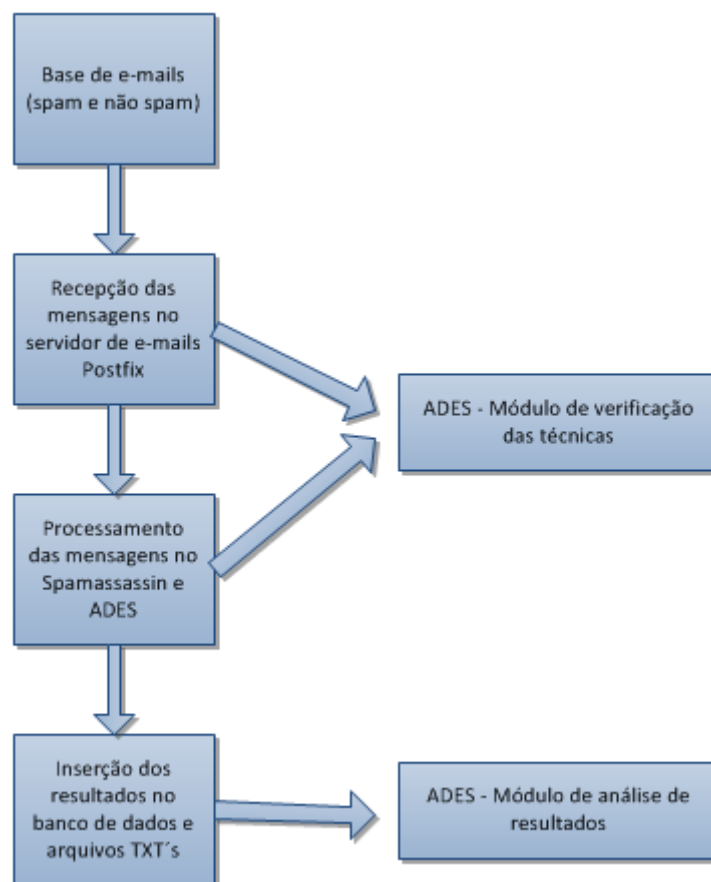 Base de e-mails
(spam e não spam)
Recepção das
mensagens no
servidor de e-mails
Postfix
ADES - Módulo de verificação
das técnicas
Processamento
das mensagens no
Spamassassin e
ADES
Inserção dos
resultados no
banco de dados e
arquivos TXT´s
ADES - Módulo de análise de
resultados